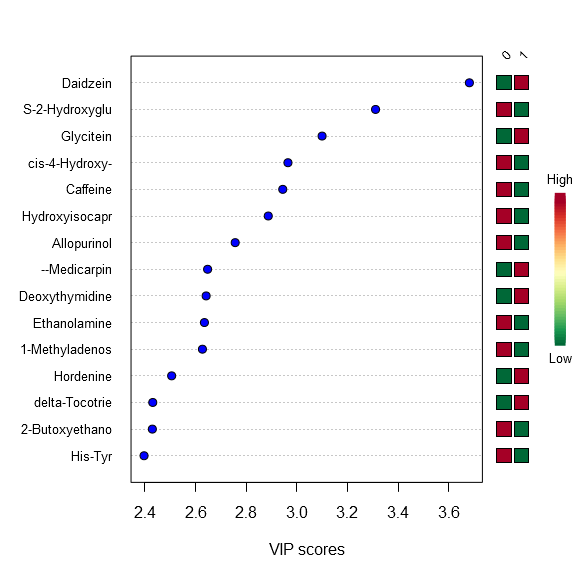 0 1
Daidzein
S-2-Hydroxyglu
Glycitein
cis-4-Hydroxy-
Caffeine
Hydroxyisocapr
Allopurinol
--Medicarpin
Deoxythymidine
Ethanolamine
1-Methyladenos
Hordenine
delta-Tocotrie
2-Butoxyethano
His-Tyr
High
Low
2.4 2.6 2.8 3.0 3.2 3.4 3.6
VIP scores